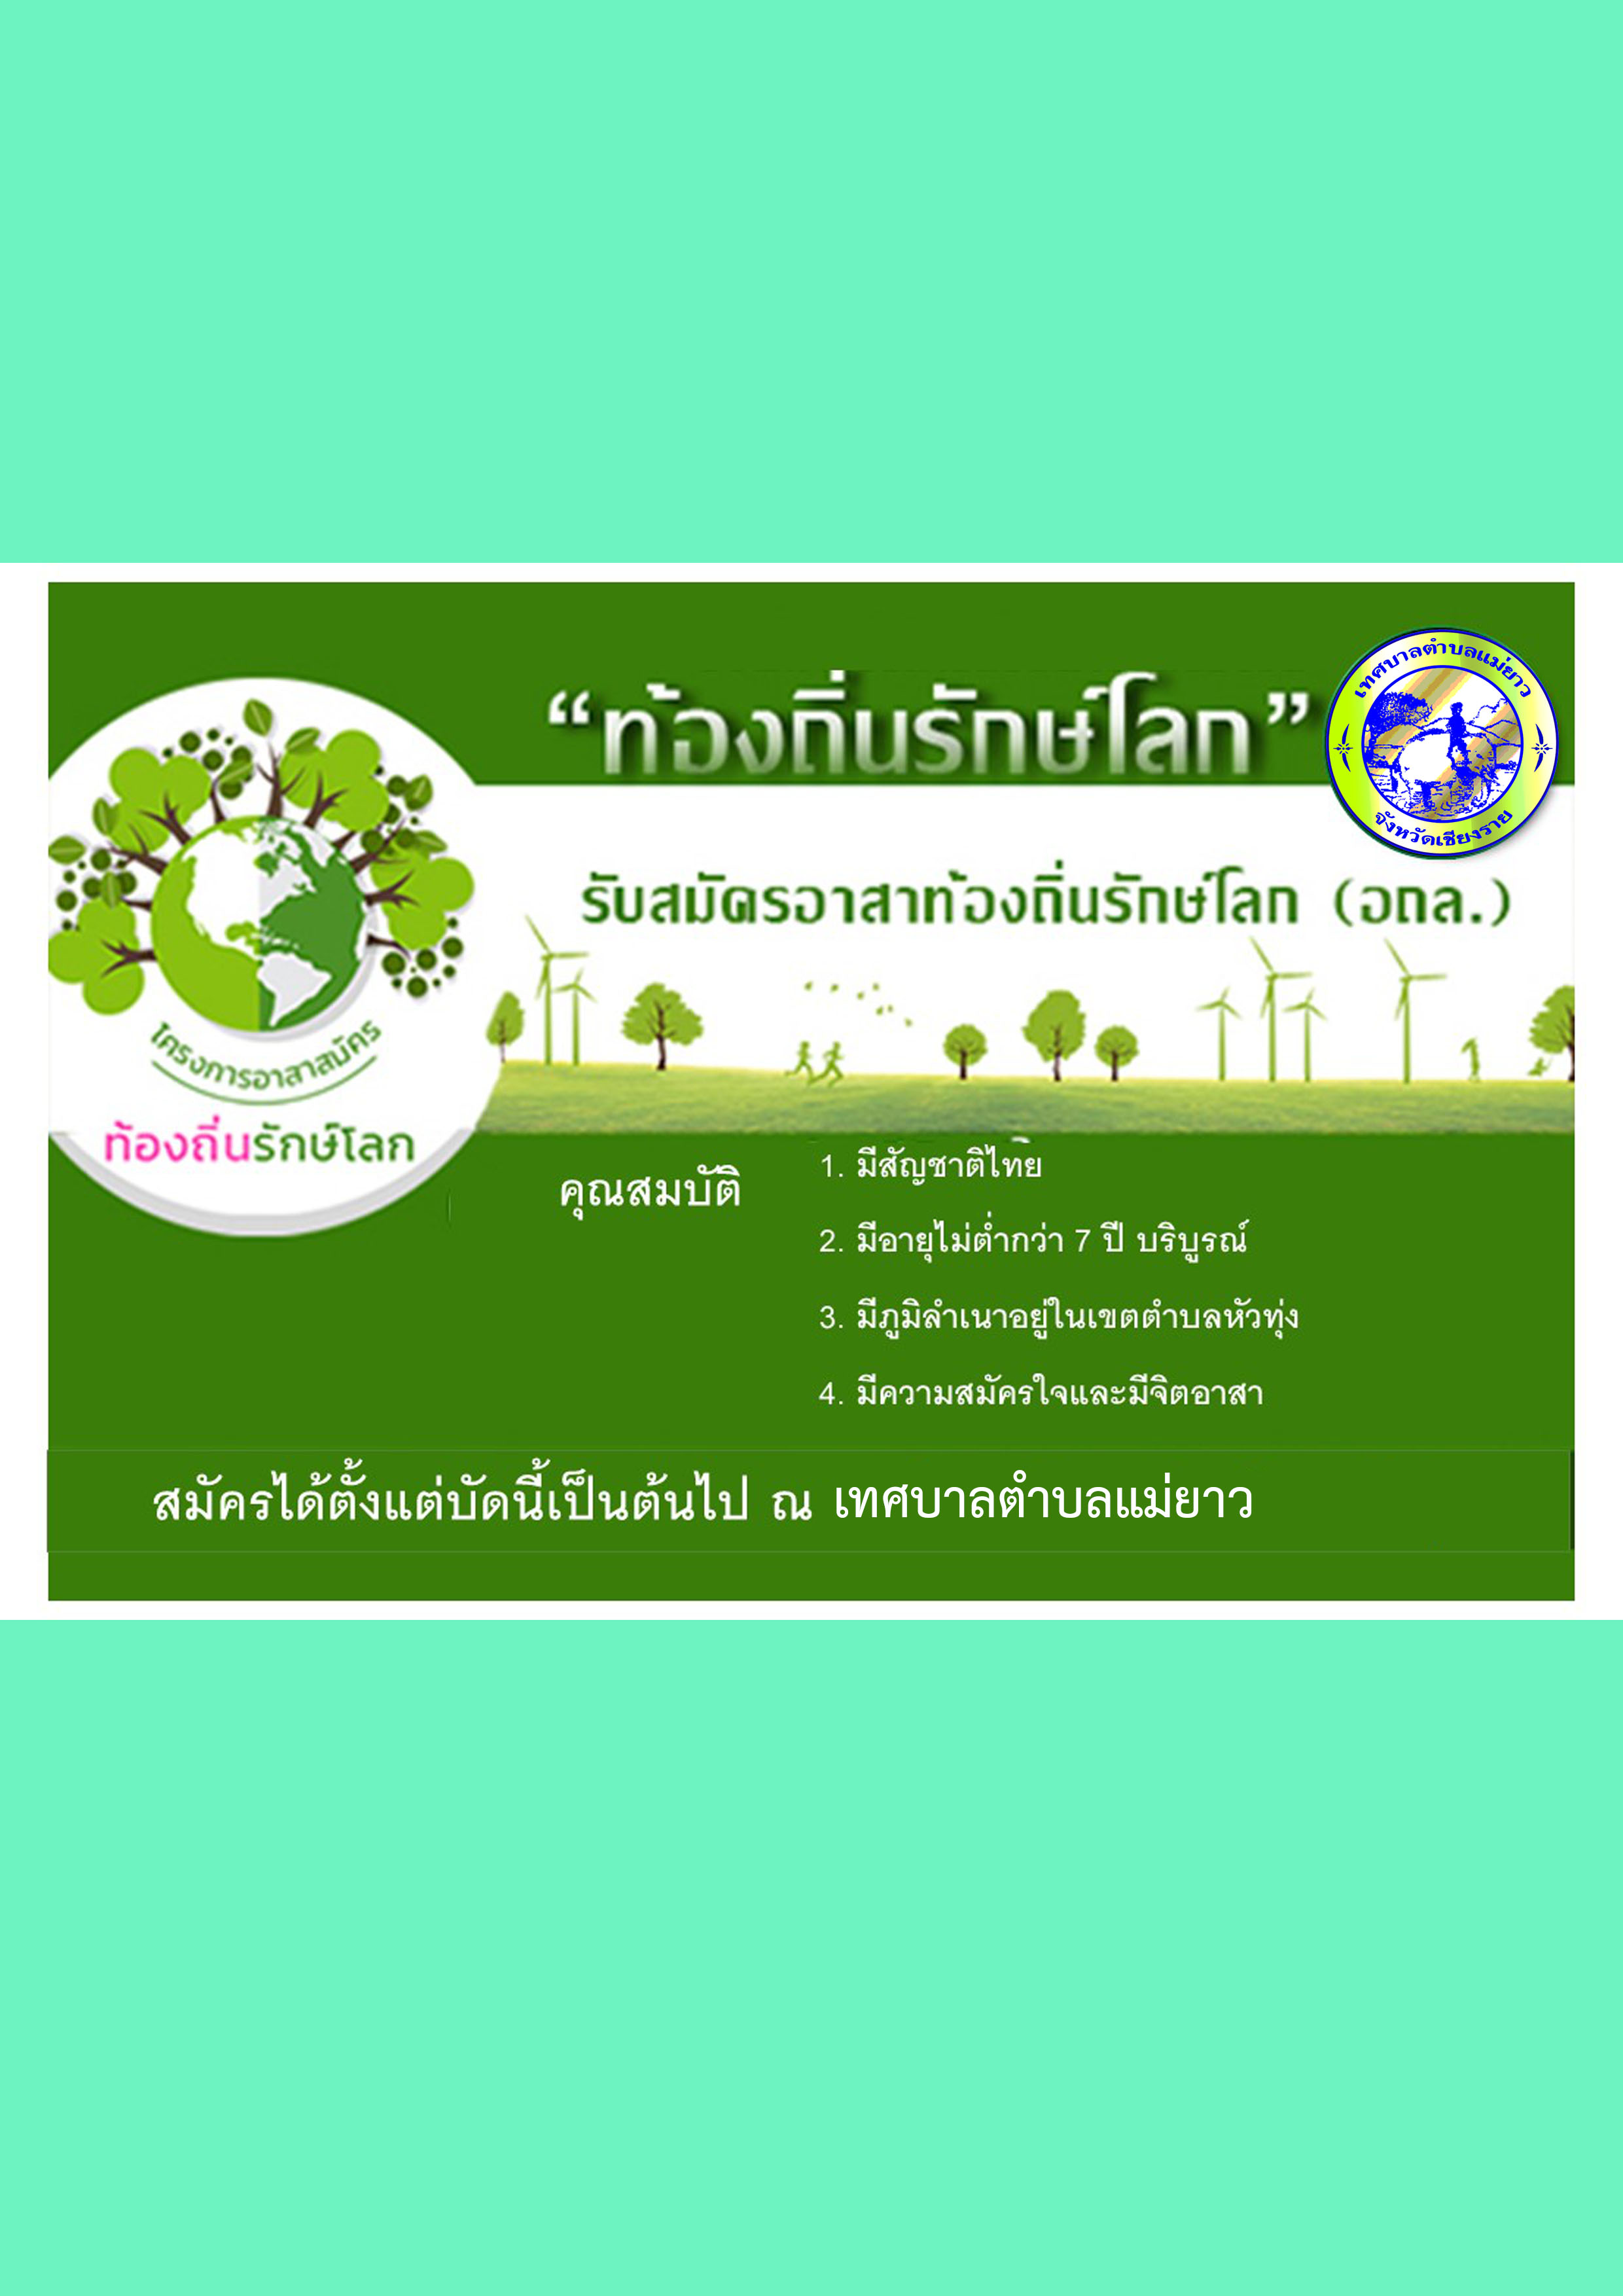 “ท้องถิ่นรักษ์โลก”
เทศบาลตำบลแม่ยาว
จังหวัดเชียงราย
รับสมัครอาสาท้องถิ่นรักษ์โลก (อถล.)
โครงการอาสาสมัคร
ท้องถิ่นรักษ์โลก
คุณสมบัติ
1. มีสัญชาติไทย
2. มีอายุไม่ต่ำกว่า 7 ปี บริบูรณ์
3. มีภูมิลำเนาอยู่ในเขตตำบลหัวทุ่ง
4. มีความสมัครใจและมีจิตอาสา
สมัครได้ตั้งแต่บัดนี้เป็นต้นไป ณ เทศบาลตำบลแม่ยาว